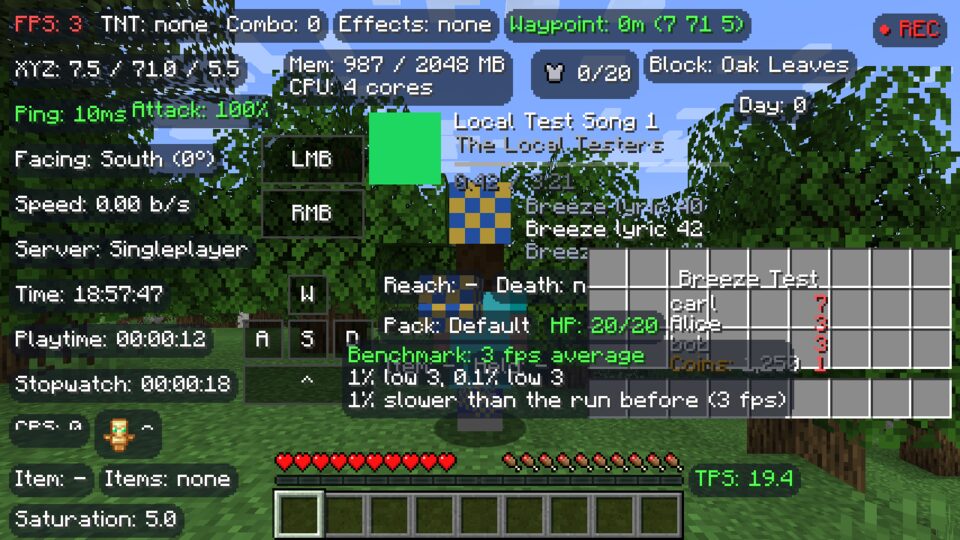 FPS: 3
TNT: none
Combo: 0
Effects: none
Waypoint: 0m (7 71 5)
REC
XYZ: 7.5 / 71.0 / 5.5
Mem: 987 / 2048 MB
CPU: 4 cores
0/20
Block: Oak Leaves
Day: 0
Ping: 10ms
Attack: 100%
Local Test Song 1
The Local Testers
Facing: South (0°)
LMB
Speed: 0.00 b/s
RMB
Breeze lyric 40
Breeze lyric 42
Server: Singleplayer
Breeze lyric
Breeze Test
Time: 18:57:47
W
Reach: -
Death: n
carl 7
Alice 3
bob 3
Coins: 1,250 1
Playtime: 00:00:12
A
S
D
Pack: Default
HP: 20/20
Benchmark: 3 fps average
1% low 3, 0.1% low 3
1% slower than the run before (3 fps)
Stopwatch: 00:00:18
CPS: 0
Item: -
Items: none
TPS: 19.4
Saturation: 5.0